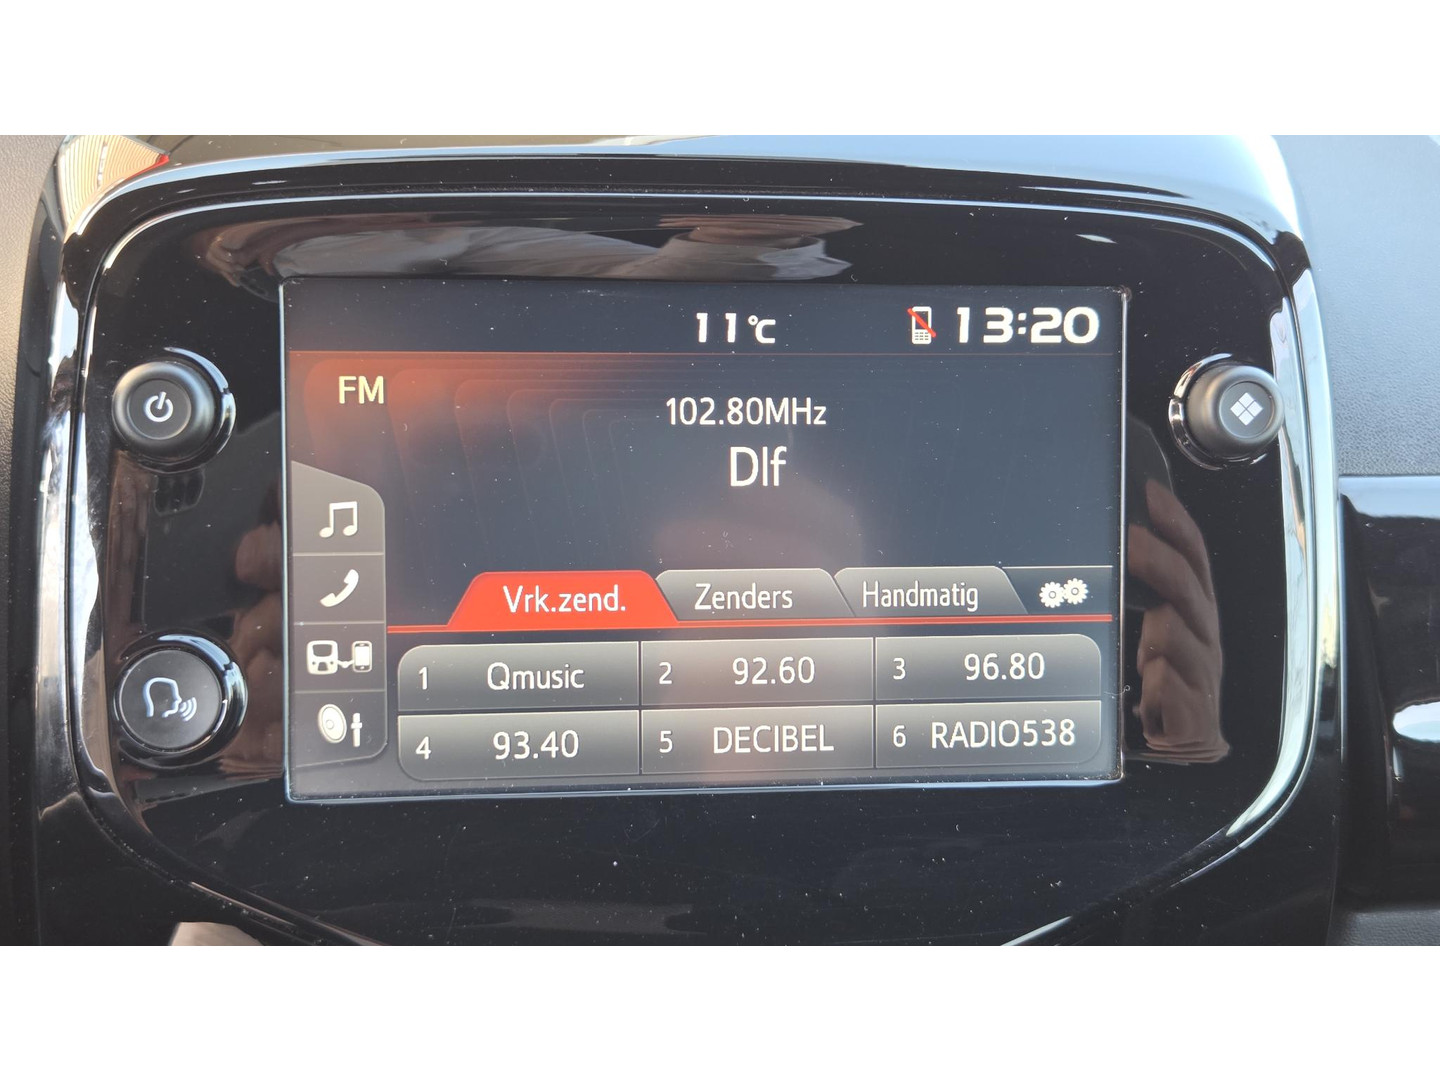 11°C 13:20
FM
102.80MHz
Dlf
Vrk.zend. Zenders Handmatig
1 Qmusic 2 92.60 3 96.80
4 93.40 5 DECIBEL 6 RADIO538